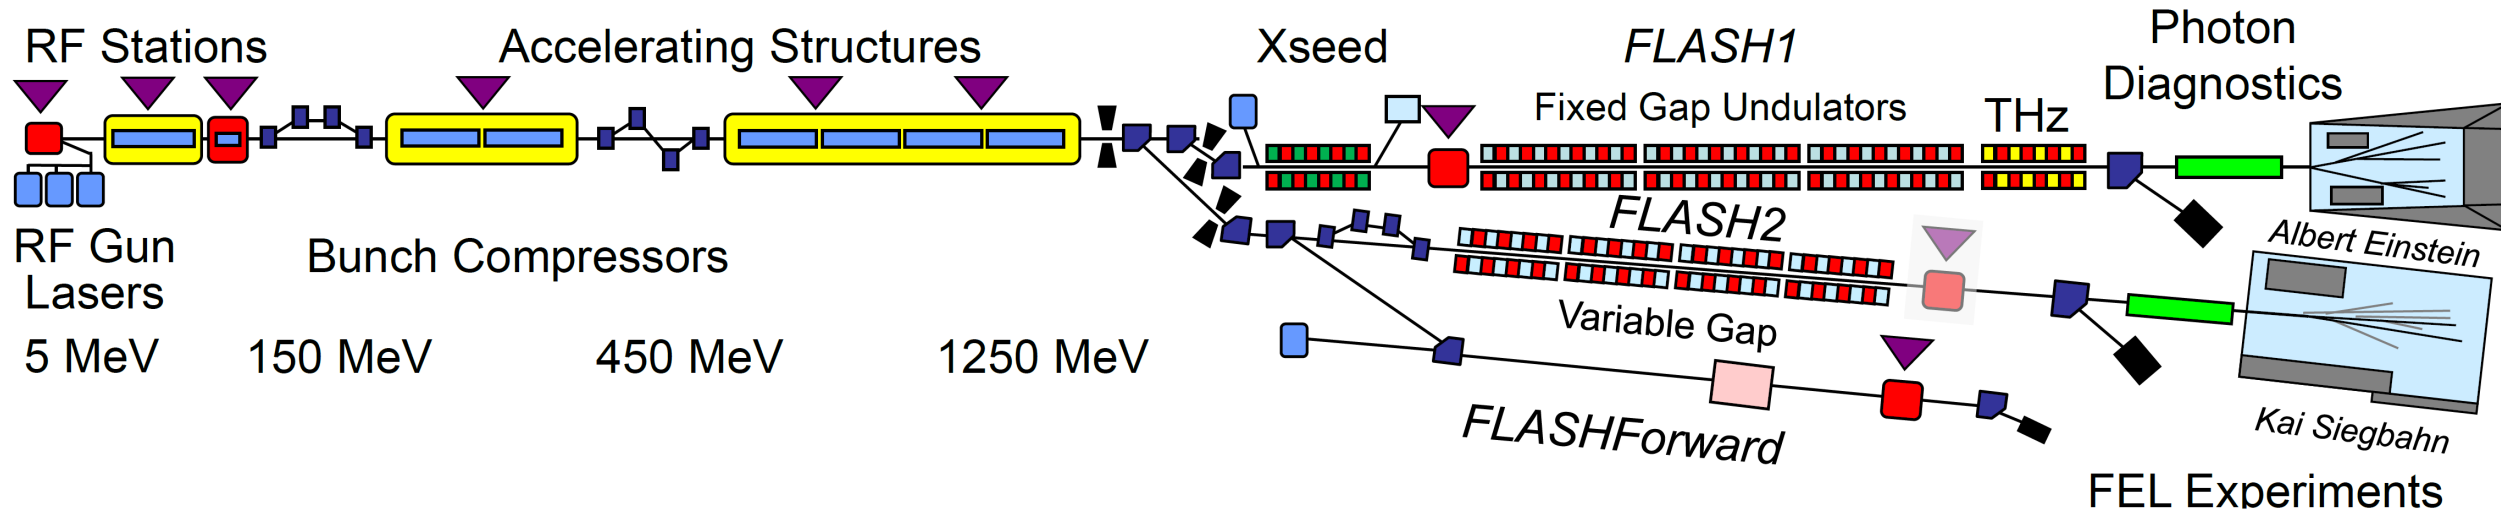 RF Stations
Accelerating Structures
Xseed
FLASH1
Fixed Gap Undulators
THz
Photon
Diagnostics
RF Gun
Lasers
Bunch Compressors
FLASH2
Variable Gap
Albert Einstein
5 MeV
150 MeV
450 MeV
1250 MeV
FLASHForward
Kai Siegbahn
FEL Experiments